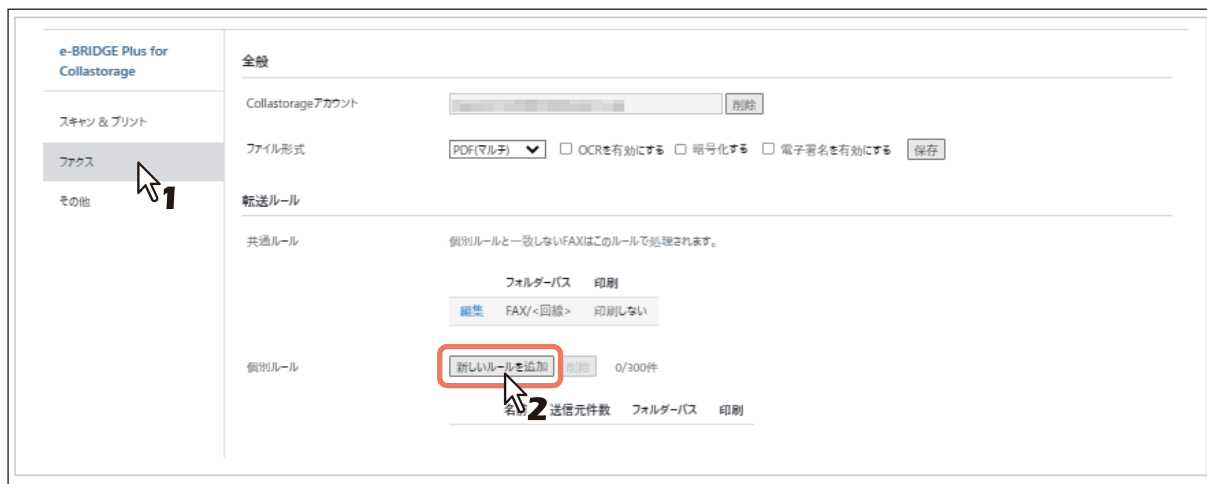 e-BRIDGE Plus for
Collastorage
スキャン & プリント
ファクス
1
その他
全般
Collastorageアカウント
削除
ファイル形式 PDF(マルチ) OCRを有効にする 暗号化する 電子署名を有効にする 保存
転送ルール
共通ルール 個別ルールと一致しないFAXはこのルールで処理されます。
フォルダーパス 印刷
編集 FAX/<回線> 印刷しない
個別ルール 新しいルールを追加 削除 0/300件
2
名前 送信元件数 フォルダーパス 印刷